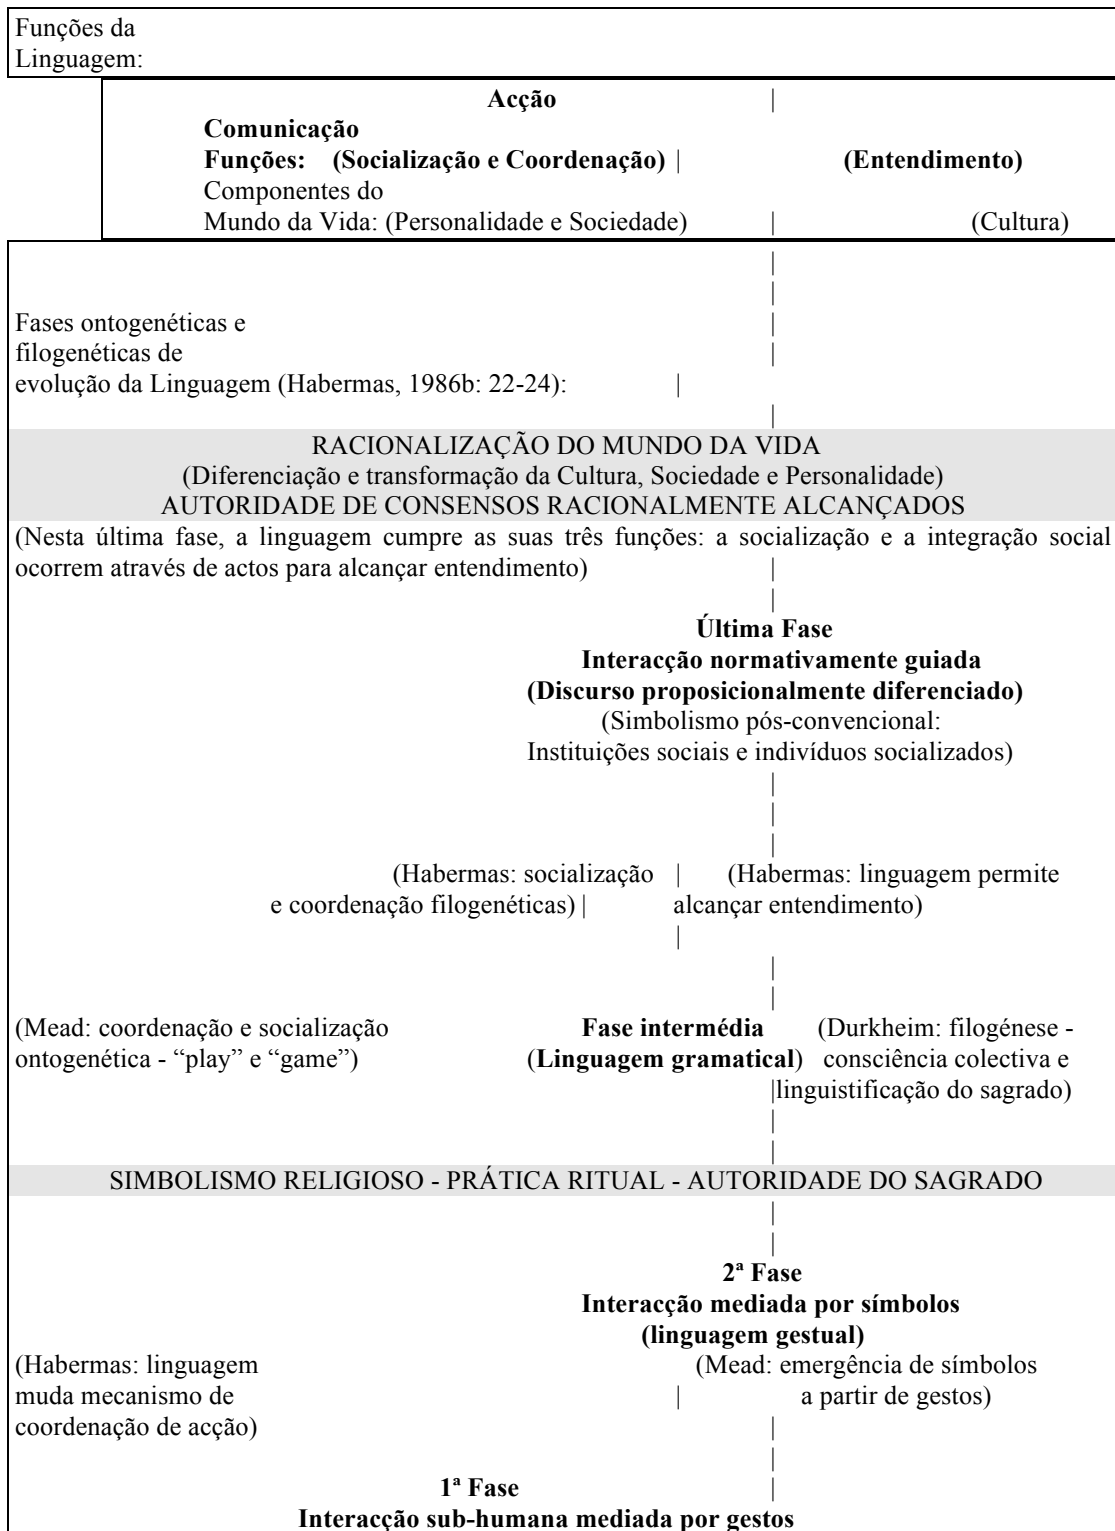 Funções da
Linguagem:
Acção |
Comunicação
Funções: (Socialização e Coordenação) | (Entendimento)
Componentes do
Mundo da Vida: (Personalidade e Sociedade) | (Cultura)
|
|
|
Fases ontogenéticas e |
filogenéticas de |
evolução da Linguagem (Habermas, 1986b: 22-24): |
|
RACIONALIZAÇÃO DO MUNDO DA VIDA
(Diferenciação e transformação da Cultura, Sociedade e Personalidade)
AUTORIDADE DE CONSENSOS RACIONALMENTE ALCANÇADOS
(Nesta última fase, a linguagem cumpre as suas três funções: a socialização e a integração social
ocorrem através de actos para alcançar entendimento) |
|
Última Fase
Interacção normativamente guiada
(Discurso proposicionalmente diferenciado)
(Simbolismo pós-convencional:
Instituições sociais e indivíduos socializados)
|
|
|
|
(Habermas: socialização | (Habermas: linguagem permite
e coordenação filogenéticas) | alcançar entendimento)
|
|
|
(Mead: coordenação e socialização Fase intermédia (Durkheim: filogénese -
ontogenética - “play” e “game”) (Linguagem gramatical) consciência colectiva e
|linguistificação do sagrado)
|
|
SIMBOLISMO RELIGIOSO - PRÁTICA RITUAL - AUTORIDADE DO SAGRADO
|
|
2ª Fase
Interacção mediada por símbolos
(linguagem gestual)
(Habermas: linguagem (Mead: emergência de símbolos
muda mecanismo de | a partir de gestos)
coordenação de acção) |
|
1ª Fase |
Interacção sub-humana mediada por gestos